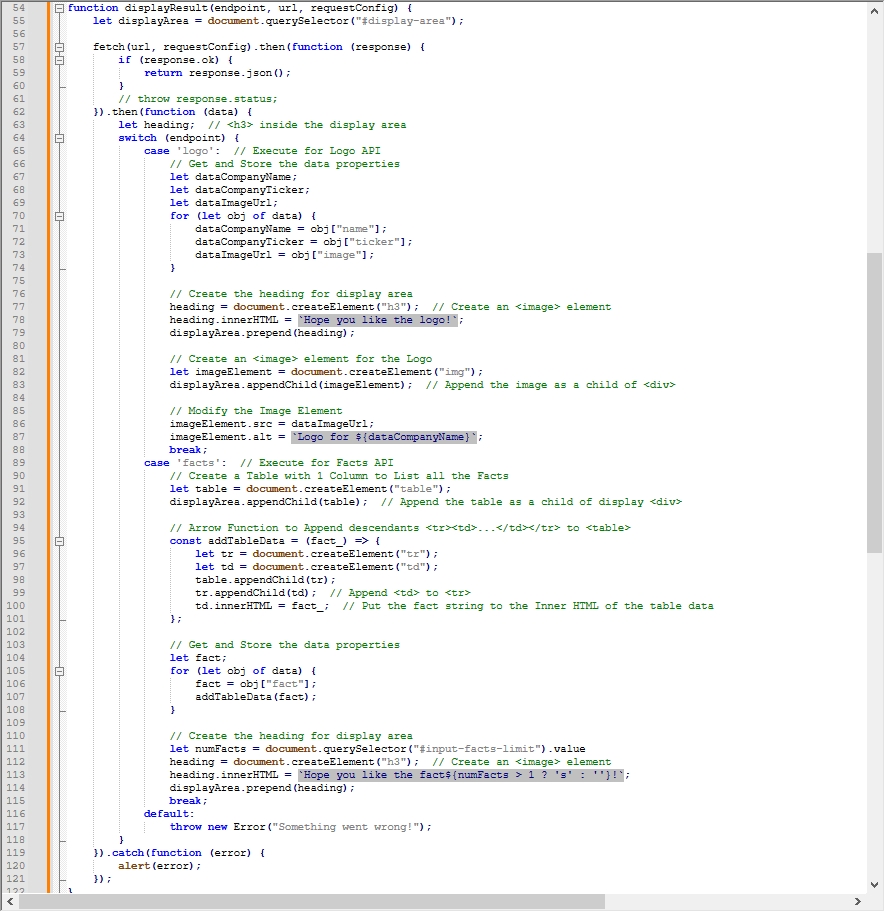 54 function displayResult(endpoint, url, requestConfig) {
55     let displayArea = document.querySelector("#display-area");
56
57     fetch(url, requestConfig).then(function (response) {
58         if (response.ok) {
59             return response.json();
60         }
61         // throw response.status;
62     }).then(function (data) {
63         let heading;  // <h3> inside the display area
64         switch (endpoint) {
65             case 'logo':  // Execute for Logo API
66                 // Get and Store the data properties
67                 let dataCompanyName;
68                 let dataCompanyTicker;
69                 let dataImageUrl;
70                 for (let obj of data) {
71                     dataCompanyName = obj["name"];
72                     dataCompanyTicker = obj["ticker"];
73                     dataImageUrl = obj["image"];
74                 }
75
76                 // Create the heading for display area
77                 heading = document.createElement("h3");  // Create an <image> element
78                 heading.innerHTML = `Hope you like the logo!`;
79                 displayArea.prepend(heading);
80
81                 // Create an <image> element for the Logo
82                 let imageElement = document.createElement("img");
83                 displayArea.appendChild(imageElement);  // Append the image as a child of <div>
84
85                 // Modify the Image Element
86                 imageElement.src = dataImageUrl;
87                 imageElement.alt = `Logo for ${dataCompanyName}`;
88                 break;
89             case 'facts':  // Execute for Facts API
90                 // Create a Table with 1 Column to List all the Facts
91                 let table = document.createElement("table");
92                 displayArea.appendChild(table);  // Append the table as a child of display <div>
93
94                 // Arrow Function to Append descendants <tr><td>...</td></tr> to <table>
95                 const addTableData = (fact_) => {
96                     let tr = document.createElement("tr");
97                     let td = document.createElement("td");
98                     table.appendChild(tr);
99                     tr.appendChild(td);  // Append <td> to <tr>
100                     td.innerHTML = fact_;  // Put the fact string to the Inner HTML of the table data
101                 };
102
103                 // Get and Store the data properties
104                 let fact;
105                 for (let obj of data) {
106                     fact = obj["fact"];
107                     addTableData(fact);
108                 }
109
110                 // Create the heading for display area
111                 let numFacts = document.querySelector("#input-facts-limit").value
112                 heading = document.createElement("h3");  // Create an <image> element
113                 heading.innerHTML = `Hope you like the fact${numFacts > 1 ? 's' : ''}!`;
114                 displayArea.prepend(heading);
115                 break;
116             default:
117                 throw new Error("Something went wrong!");
118         }
119     }).catch(function (error) {
120         alert(error);
121     });
122 }